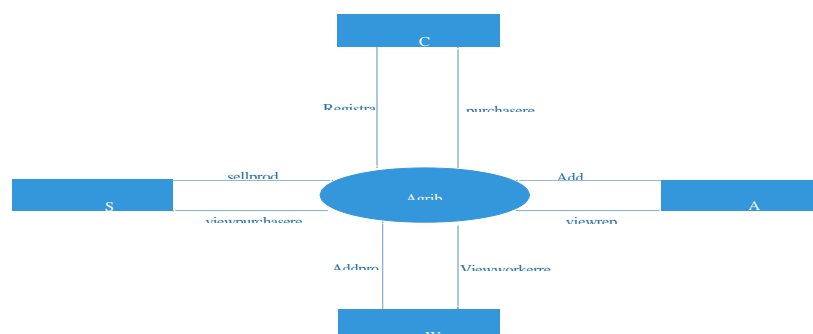 C
Registra
purchasere
sellprod
Add
Agrib
S
A
viewpurchasere
viewrep
Addpro
Viewworkerre
W